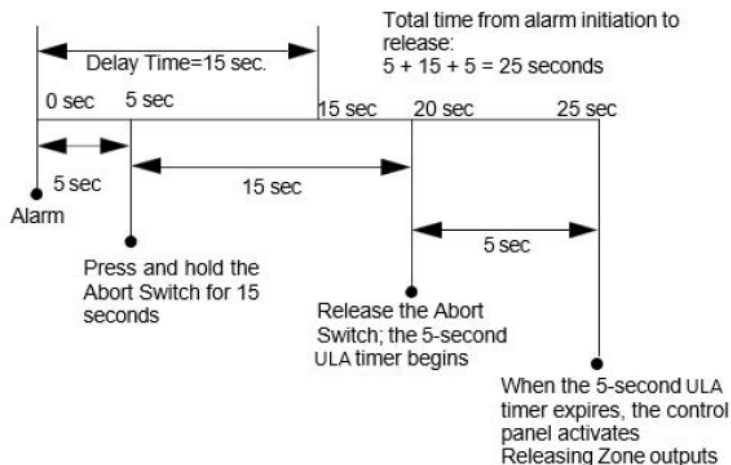 Total time from alarm initiation to
release:
5 + 15 + 5 = 25 seconds
Delay Time=15 sec.
0 sec
5 sec
15 sec
20 sec
25 sec
5 sec
15 sec
Alarm
5 sec
Press and hold the
Abort Switch for 15
seconds
Release the Abort
Switch; the 5-second
ULA timer begins
When the 5-second ULA
timer expires, the control
panel activates
Releasing Zone outputs